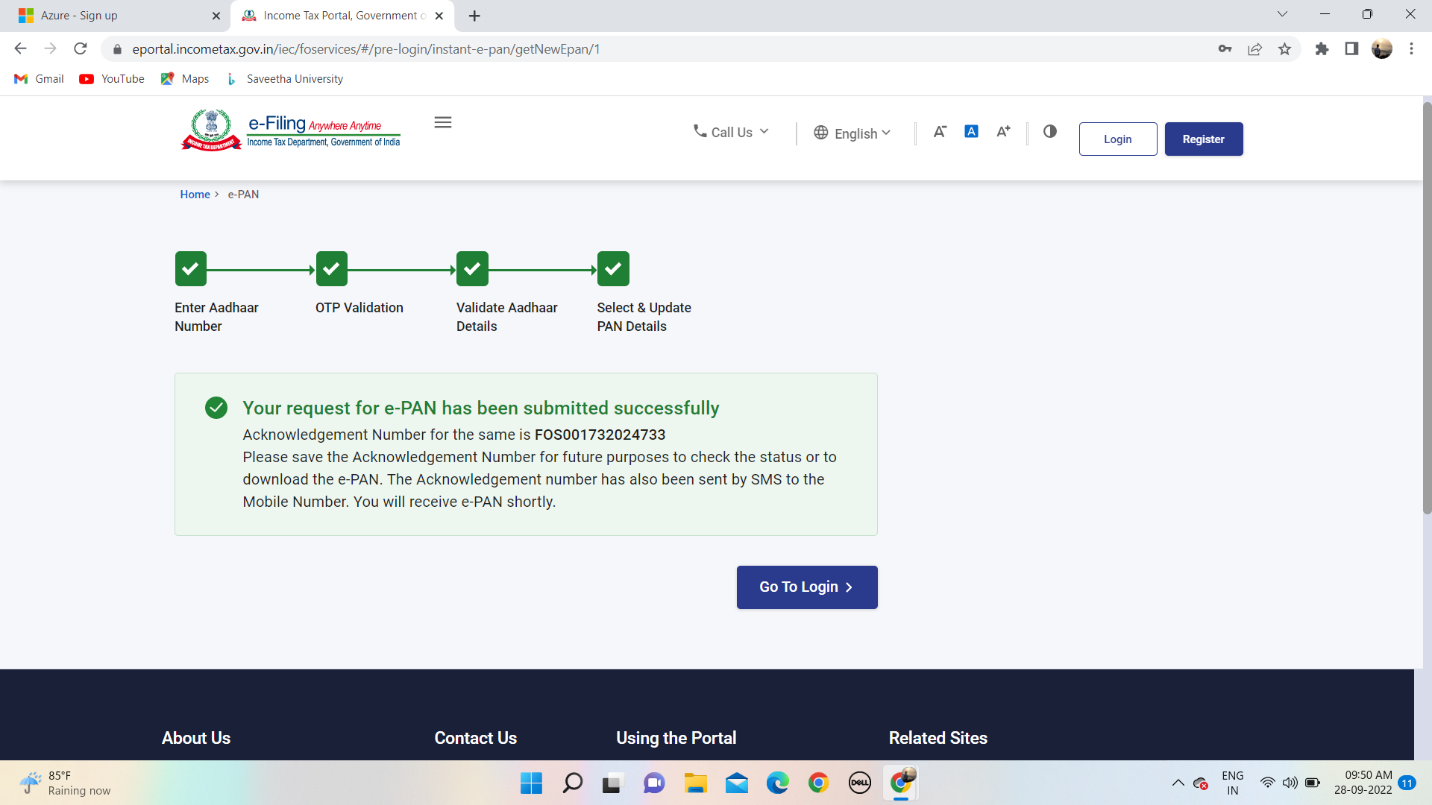 Azure - Sign up
Income Tax Portal, Government o
eportal.incometax.gov.in/iec/foservices/#/pre-login/instant-e-pan/getNewEpan/1
Gmail
YouTube
Maps
Saveetha University
INCOME TAX DEPARTMENT
e-Filing Anywhere Anytime
Income Tax Department, Government of India
Call Us
English
A-
A
A+
Login
Register
Home > e-PAN
Enter Aadhaar
Number
OTP Validation
Validate Aadhaar
Details
Select & Update
PAN Details
Your request for e-PAN has been submitted successfully
Acknowledgement Number for the same is FOS001732024733
Please save the Acknowledgement Number for future purposes to check the status or to
download the e-PAN. The Acknowledgement number has also been sent by SMS to the
Mobile Number. You will receive e-PAN shortly.
Go To Login >
About Us
Contact Us
Using the Portal
Related Sites
85°F
Raining now
DELL
ENG
IN
09:50 AM
28-09-2022
11